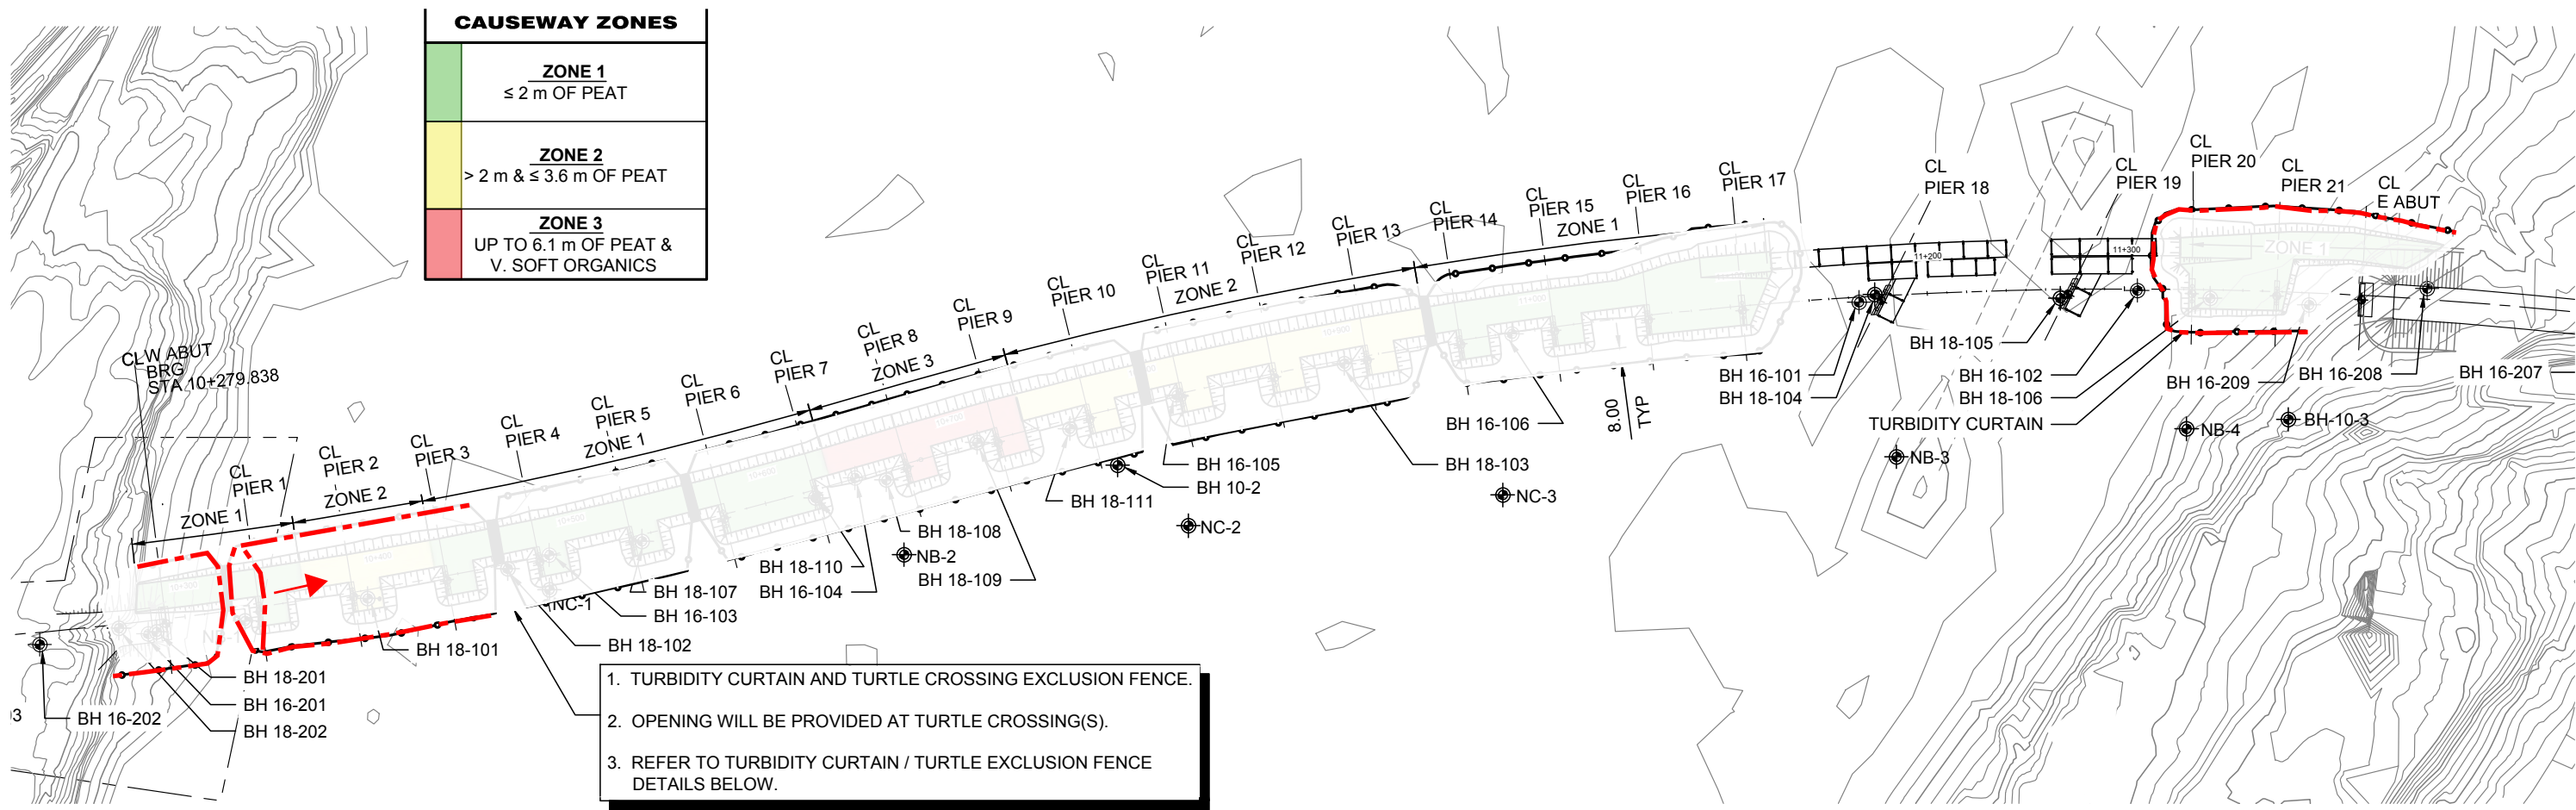 CAUSEWAY ZONES
ZONE 1
≤ 2 m OF PEAT
ZONE 2
> 2 m & ≤ 3.6 m OF PEAT
ZONE 3
UP TO 6.1 m OF PEAT &
V. SOFT ORGANICS
CL W ABUT
BRG
STA 10+279.838
CL
PIER 1
ZONE 1
CL
PIER 2
ZONE 2
CL
PIER 3
CL
PIER 4
CL
PIER 5
ZONE 1
CL
PIER 6
CL
PIER 7
CL
PIER 8
ZONE 3
CL
PIER 9
CL
PIER 10
CL
PIER 11
ZONE 2
CL
PIER 12
CL
PIER 13
CL
PIER 14
CL
PIER 15
ZONE 1
CL
PIER 16
CL
PIER 17
CL
PIER 18
CL
PIER 19
CL
PIER 20
CL
PIER 21
CL
E ABUT
ZONE 1
11+200
11+300
8.00
TYP
BH 16-202
BH 18-201
BH 16-201
BH 18-202
BH 18-101
NC-1
BH 18-102
BH 16-103
BH 18-107
BH 18-110
BH 16-104
BH 18-108
NB-2
BH 18-109
BH 18-111
BH 16-105
BH 10-2
NC-2
BH 18-103
NC-3
BH 16-106
BH 16-101
BH 18-104
NB-3
BH 18-105
BH 16-102
BH 18-106
TURBIDITY CURTAIN
BH 16-209
NB-4
BH-10-3
BH 16-208
BH 16-207
1. TURBIDITY CURTAIN AND TURTLE CROSSING EXCLUSION FENCE.
2. OPENING WILL BE PROVIDED AT TURTLE CROSSING(S).
3. REFER TO TURBIDITY CURTAIN / TURTLE EXCLUSION FENCE
DETAILS BELOW.